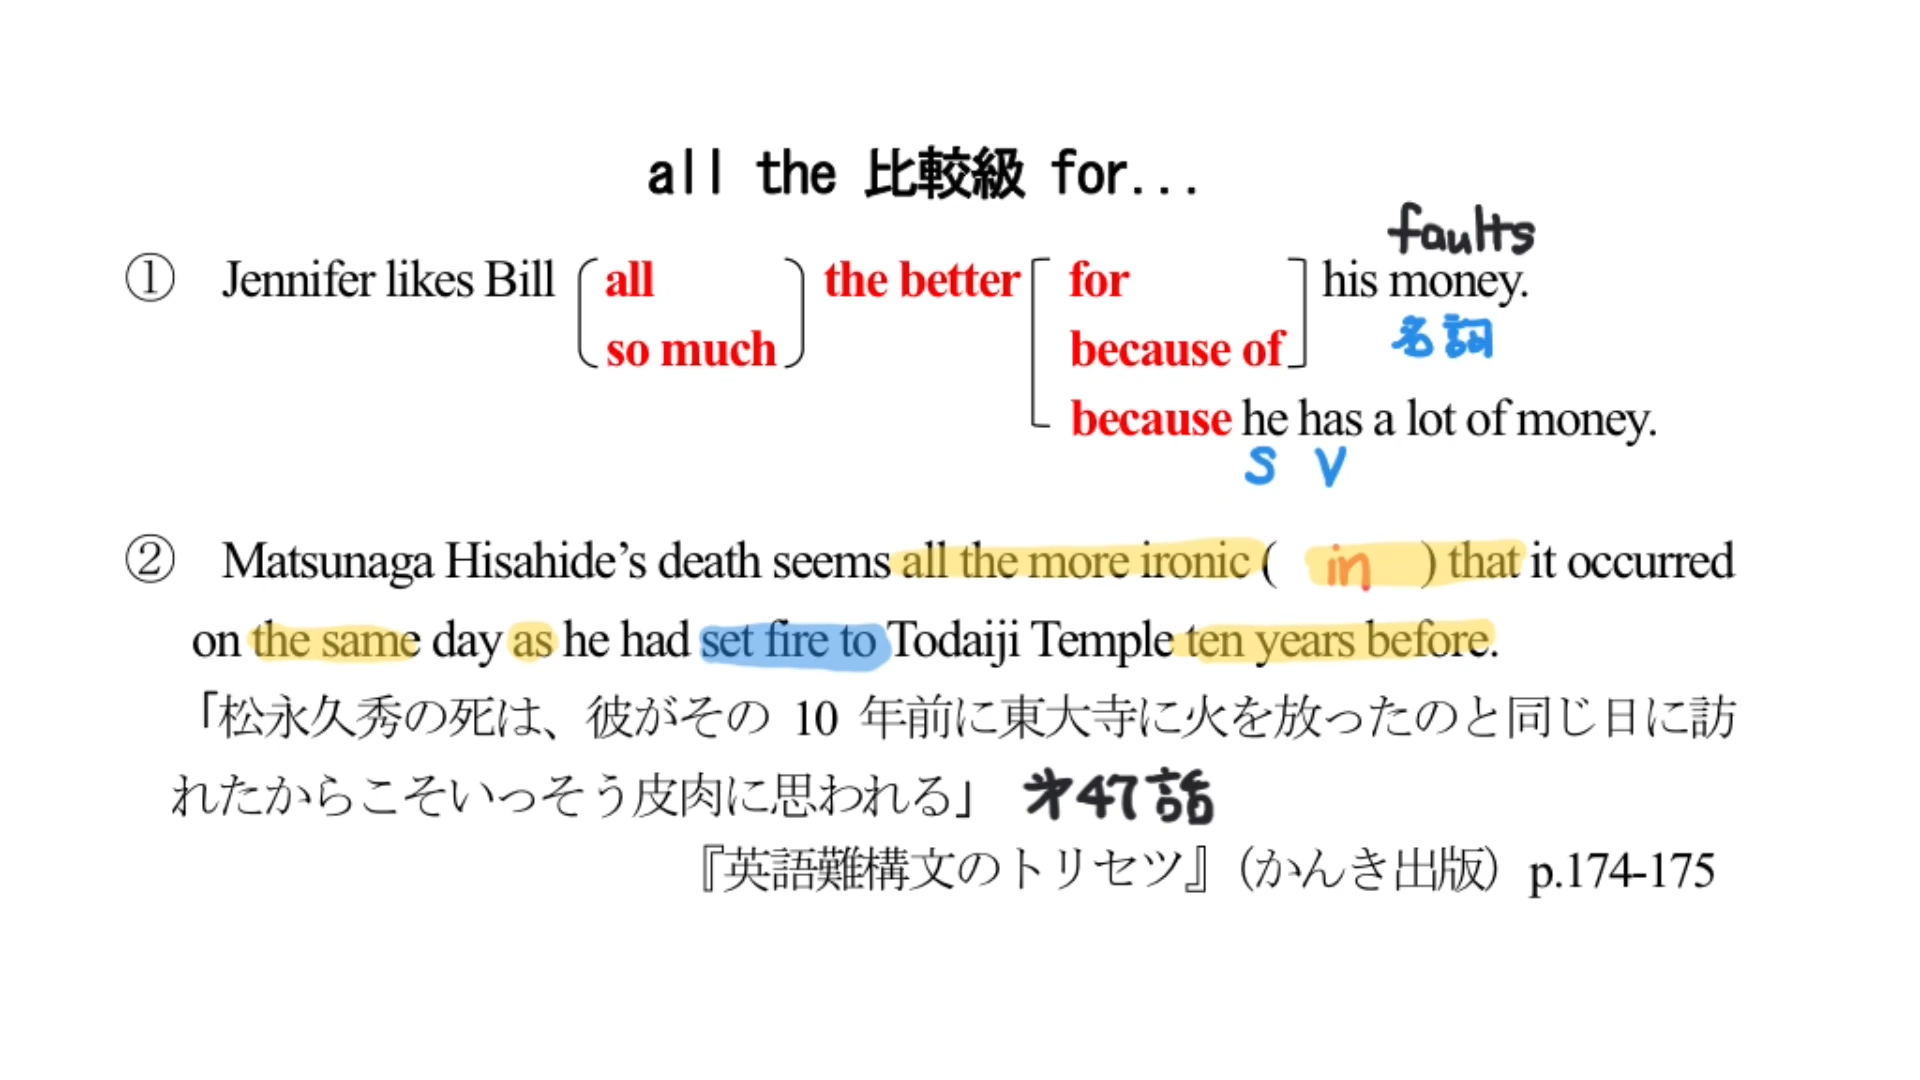 all the 比較級 for...
faults
① Jennifer likes Bill all the better for his money.
so much because of 名詞
because he has a lot of money.
S V
② Matsunaga Hisahide’s death seems all the more ironic ( in ) that it occurred
on the same day as he had set fire to Todaiji Temple ten years before.
「松永久秀の死は、彼がその 10 年前に東大寺に火を放ったのと同じ日に訪
れたからこそいっそう皮肉に思われる」 第47話
『英語難構文のトリセツ』（かんき出版）p.174-175